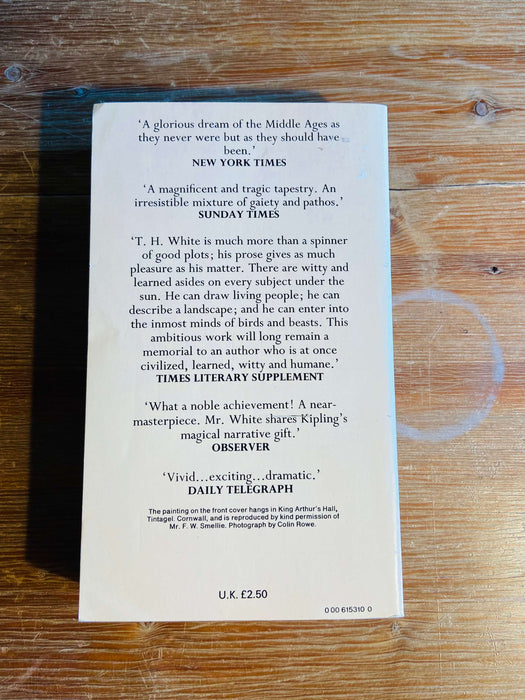 ‘A glorious dream of the Middle Ages as
they never were but as they should have
been.’
NEW YORK TIMES
‘A magnificent and tragic tapestry. An
irresistible mixture of gaiety and pathos.’
SUNDAY TIMES
‘T. H. White is much more than a spinner
of good plots; his prose gives as much
pleasure as his matter. There are witty and
learned asides on every subject under the
sun. He can draw living people; he can
describe a landscape; and he can enter into
the inmost minds of birds and beasts. This
ambitious work will long remain a
memorial to an author who is at once
civilized, learned, witty and humane.’
TIMES LITERARY SUPPLEMENT
‘What a noble achievement! A near-
masterpiece. Mr. White shares Kipling’s
magical narrative gift.’
OBSERVER
‘Vivid...exciting...dramatic.’
DAILY TELEGRAPH
The painting on the front cover hangs in King Arthur’s Hall,
Tintagel. Cornwall, and is reproduced by kind permission of
Mr. F. W. Smellie. Photograph by Colin Rowe.
U.K. £2.50
0 00 615310 0